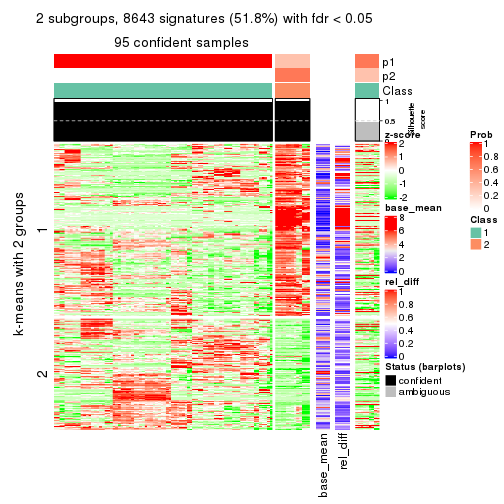 2 subgroups, 8643 signatures (51.8%) with fdr < 0.05
95 confident samples
p1
p2
Class
1
0.5
0
Silhouette
score
k-means with 2 groups
1
2
base_mean
rel_diff
z-score
2
1
0
-1
-2
base_mean
8
6
4
2
0
rel_diff
1
0.8
0.6
0.4
0.2
0
Status (barplots)
confident
ambiguous
Prob
1
0.8
0.6
0.4
0.2
0
Class
1
2